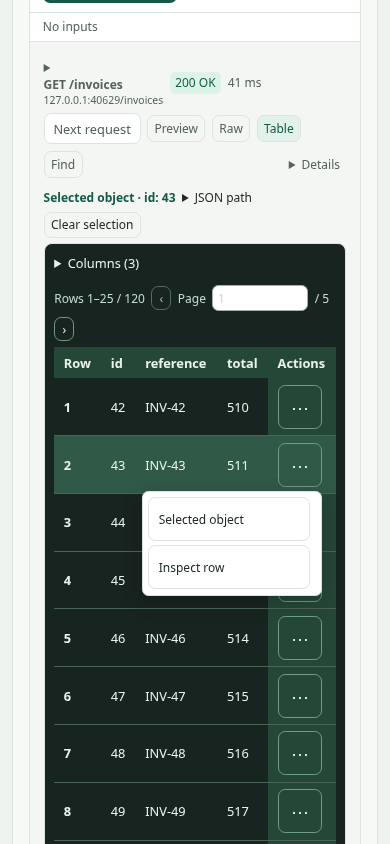 No inputs
▶
GET /invoices
127.0.0.1:40629/invoices
200 OK 41 ms
Next request Preview Raw Table
Find ▶ Details
Selected object · id: 43 ▶ JSON path
Clear selection
▶ Columns (3)
Rows 1–25 / 120 ‹ Page 1 / 5
›
Row id reference total Actions
1 42 INV-42 510 ...
2 43 INV-43 511 ...
3 44
Selected object
4 45
Inspect row
5 46 INV-46 514 ...
6 47 INV-47 515 ...
7 48 INV-48 516 ...
8 49 INV-49 517 ...